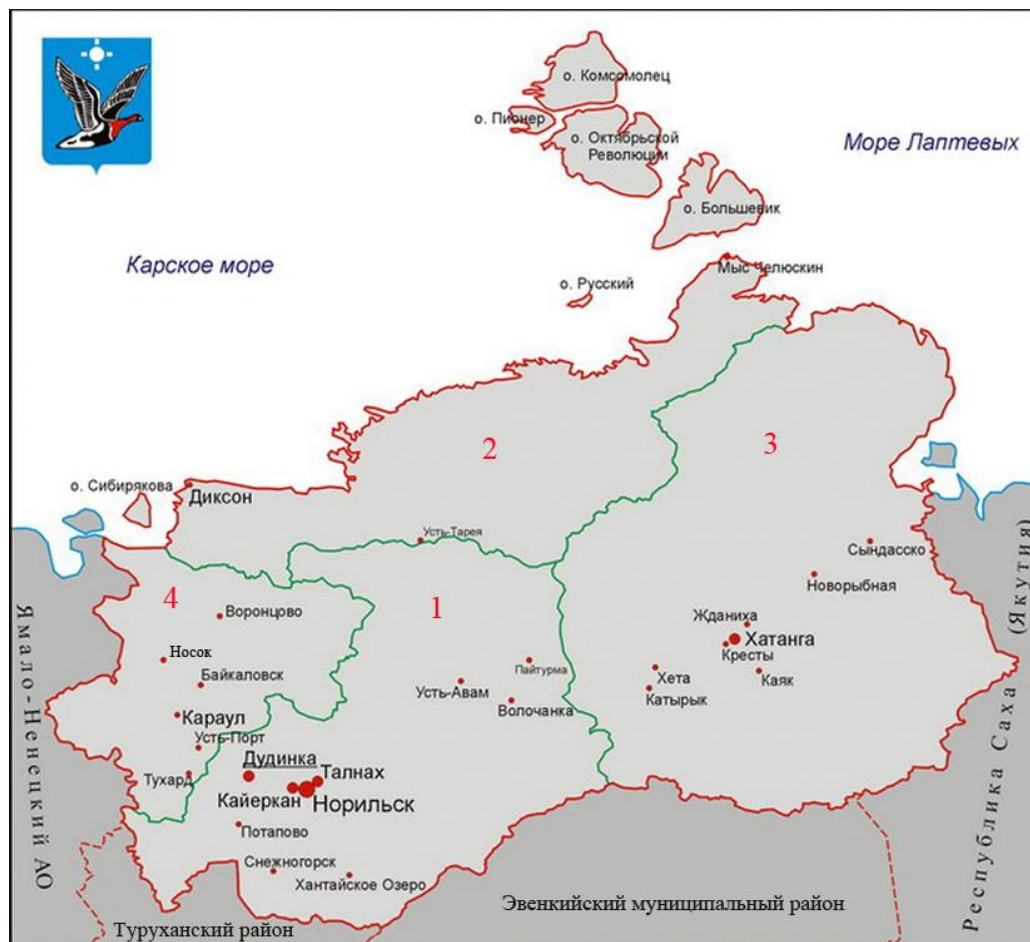 о. Комсомолец
о. Пионер
о. Октябрьской
Революции
Море Лаптевых
о. Большевик
Карское море
Мыс Челюскин
о. Русский
2
3
о. Сибирякова
Диксон
Усть-Тарея
Сындасско
Новорыбная
4
1
Воронцово
Жданиха
Хатанга
Кресты
Носок
Пайтурма
Хета
Каяк
Байкаловск
Усть-Авам
Катырык
Волочанка
Караул
Усть-Порт
Тухард
Дудинка
Талнах
Кайеркан
Норильск
Потапово
Снежногорск
Хантайское Озеро
Ямало-Ненецкий АО
Республика Саха
(Якутия)
Эвенкийский муниципальный район
Туруханский район